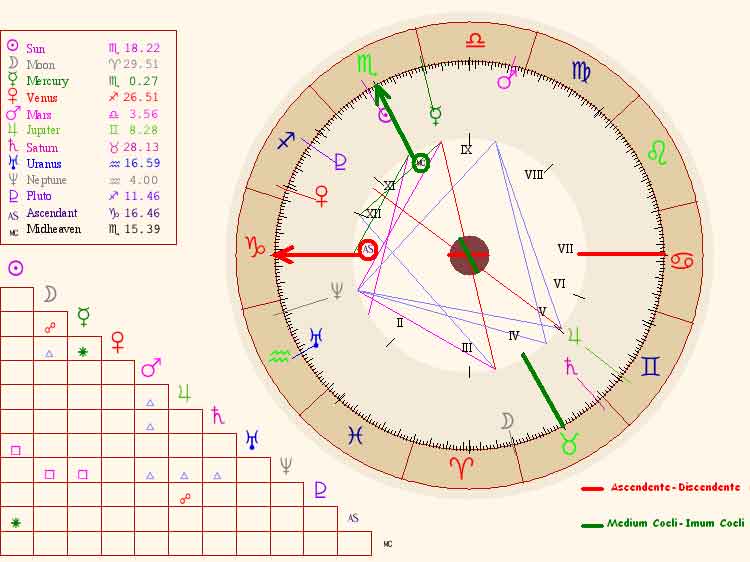 Sun ♏ 18.22
Moon ♈ 29.51
Mercury ♏ 0.27
Venus ♐ 26.51
Mars ♎ 3.56
Jupiter ♊ 8.28
Saturn ♉ 28.13
Uranus ♒ 16.59
Neptune ♒ 4.00
Pluto ♐ 11.46
AS Ascendant ♑ 16.46
MC Midheaven ♏ 15.39
IX
MC
VIII
XI
XII
AS
VII
VI
V
II
IV
III
Ascendente-Discendente
AS
Medium Coeli-Imum Coeli
MC